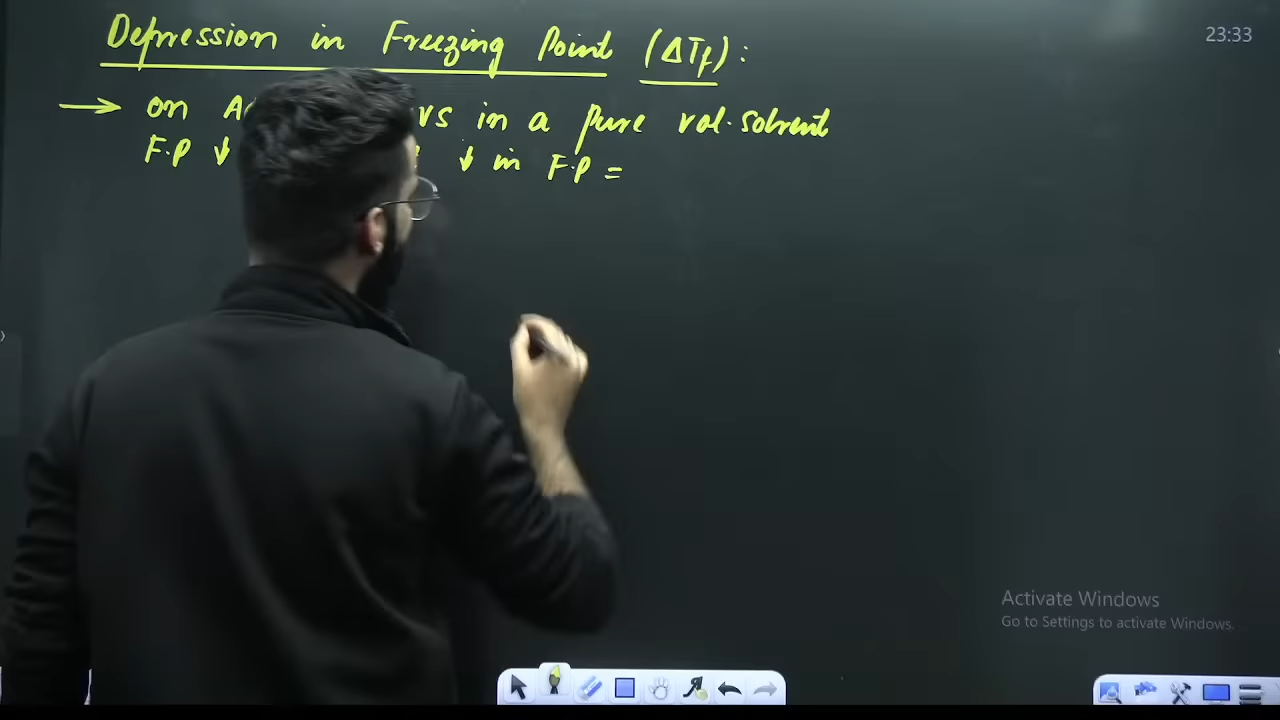 Depression in Freezing Point (ΔTf) :
23:33
→ on in a pure vol. solvent
F.P ↓ ↓ in F.P =
Activate Windows
Go to Settings to activate Windows.